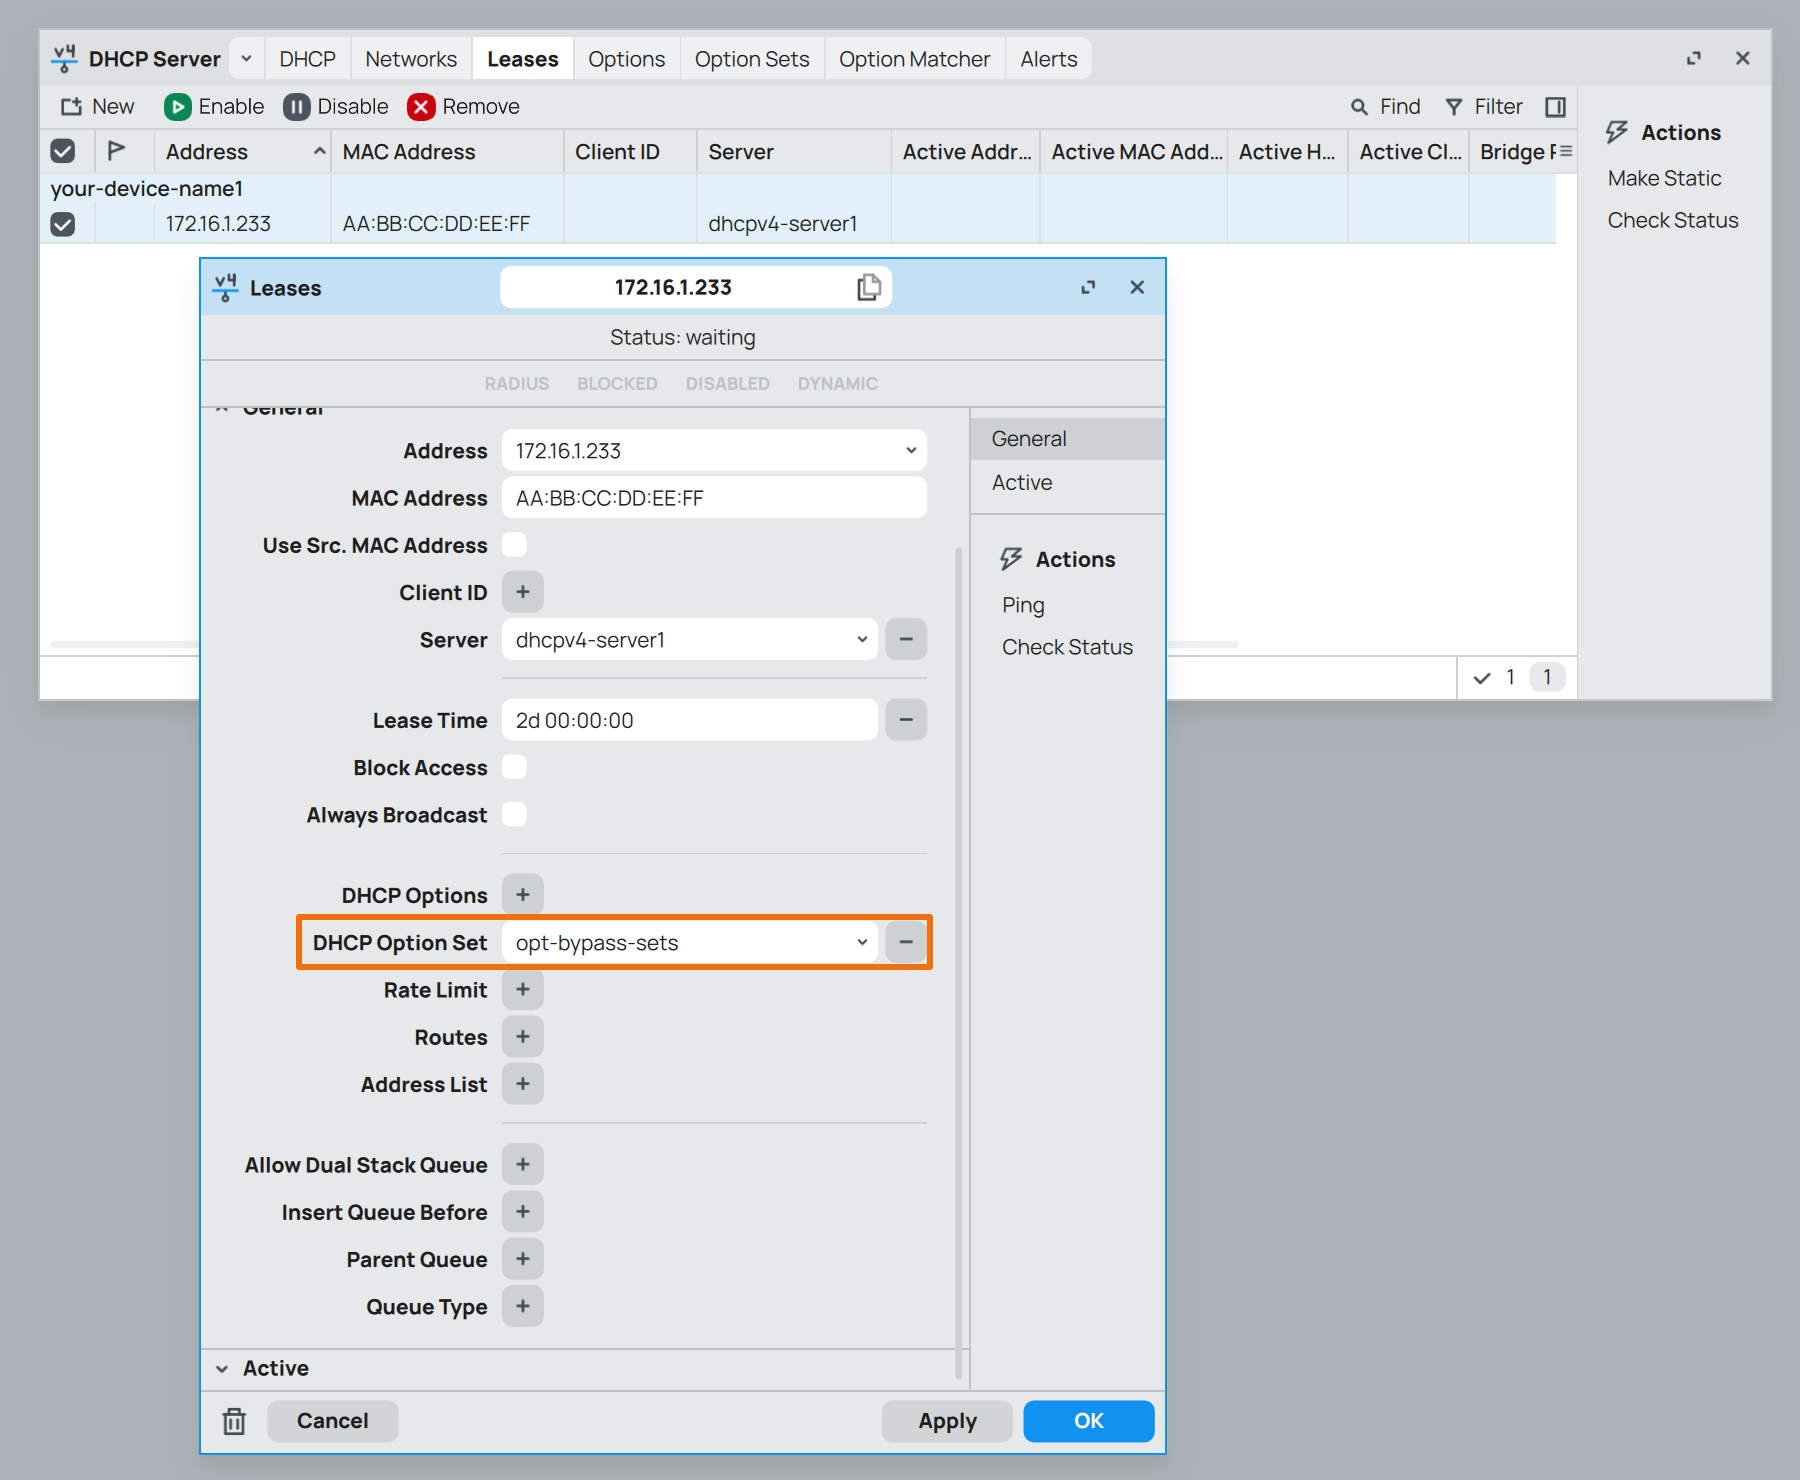 v4 DHCP Server DHCP Networks Leases Options Option Sets Option Matcher Alerts
New Enable Disable Remove Find Filter
Address MAC Address Client ID Server Active Addr... Active MAC Add... Active H... Active Cl... Bridge
your-device-name1
172.16.1.233 AA:BB:CC:DD:EE:FF dhcpv4-server1
Actions
Make Static
Check Status
1 1
v4 Leases 172.16.1.233
Status: waiting
RADIUS BLOCKED DISABLED DYNAMIC
General
Address 172.16.1.233
MAC Address AA:BB:CC:DD:EE:FF
Use Src. MAC Address
Client ID +
Server dhcpv4-server1 −
Lease Time 2d 00:00:00 −
Block Access
Always Broadcast
DHCP Options +
DHCP Option Set opt-bypass-sets −
Rate Limit +
Routes +
Address List +
Allow Dual Stack Queue +
Insert Queue Before +
Parent Queue +
Queue Type +
Active
General
Active
Actions
Ping
Check Status
Cancel Apply OK